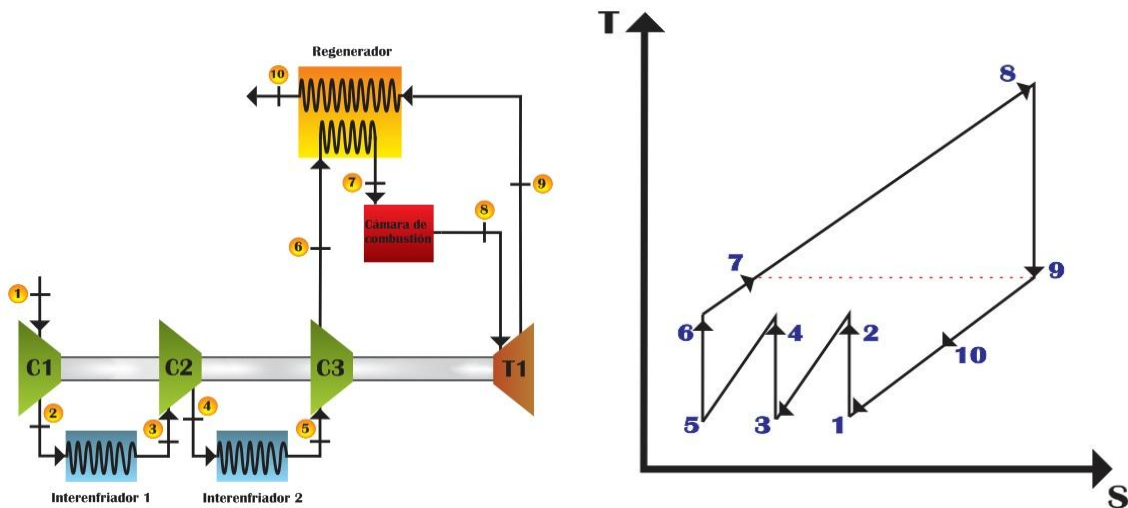 Regenerador
10
7
9
8
Cámara de
combustión
6
1
C1
C2
C3
T1
2
3
4
5
Interenfriador 1
Interenfriador 2
T
8
7
9
6
4
2
10
5
3
1
S